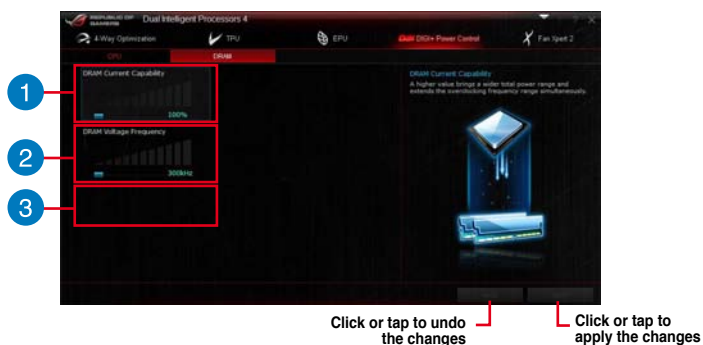 REPUBLIC OF GAMERS
Dual Intelligent Processors 4
4-Way Optimization
TPU
EPU
DIGI+ Power Control
Fan Xpert 2
CPU
DRAM
1
DRAM Current Capability
100%
2
DRAM Voltage Frequency
300kHz
3
DRAM Current Capability
A higher value brings a wider total power range and
extends the overclocking frequency range simultaneously.
Click or tap to undo
the changes
Click or tap to
apply the changes